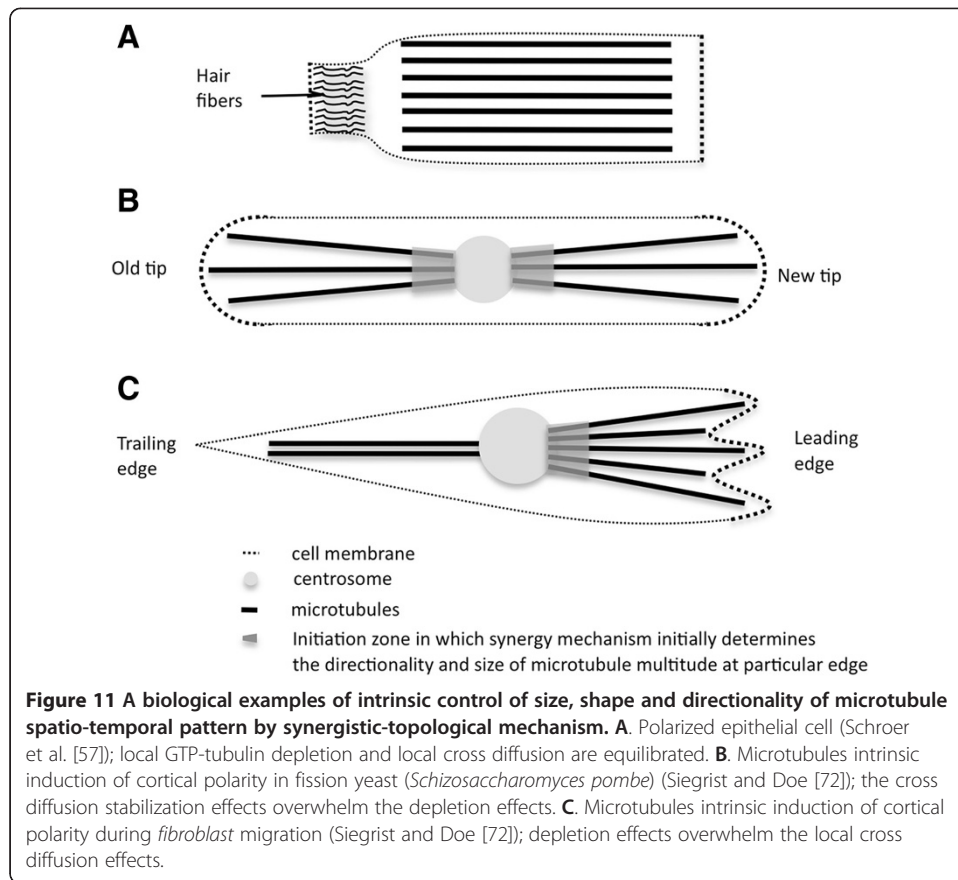 A
Hair
fibers
B
Old tip
New tip
C
Trailing
edge
Leading
edge
cell membrane
centrosome
microtubules
Initiation zone in which synergy mechanism initially determines
the directionality and size of microtubule multitude at particular edge
Figure 11 A biological examples of intrinsic control of size, shape and directionality of microtubule
spatio-temporal pattern by synergistic-topological mechanism. A. Polarized epithelial cell (Schroer
et al. [57]); local GTP-tubulin depletion and local cross diffusion are equilibrated. B. Microtubules intrinsic
induction of cortical polarity in fission yeast (Schizosaccharomyces pombe) (Siegrist and Doe [72]); the cross
diffusion stabilization effects overwhelm the depletion effects. C. Microtubules intrinsic induction of cortical
polarity during fibroblast migration (Siegrist and Doe [72]); depletion effects overwhelm the local cross
diffusion effects.